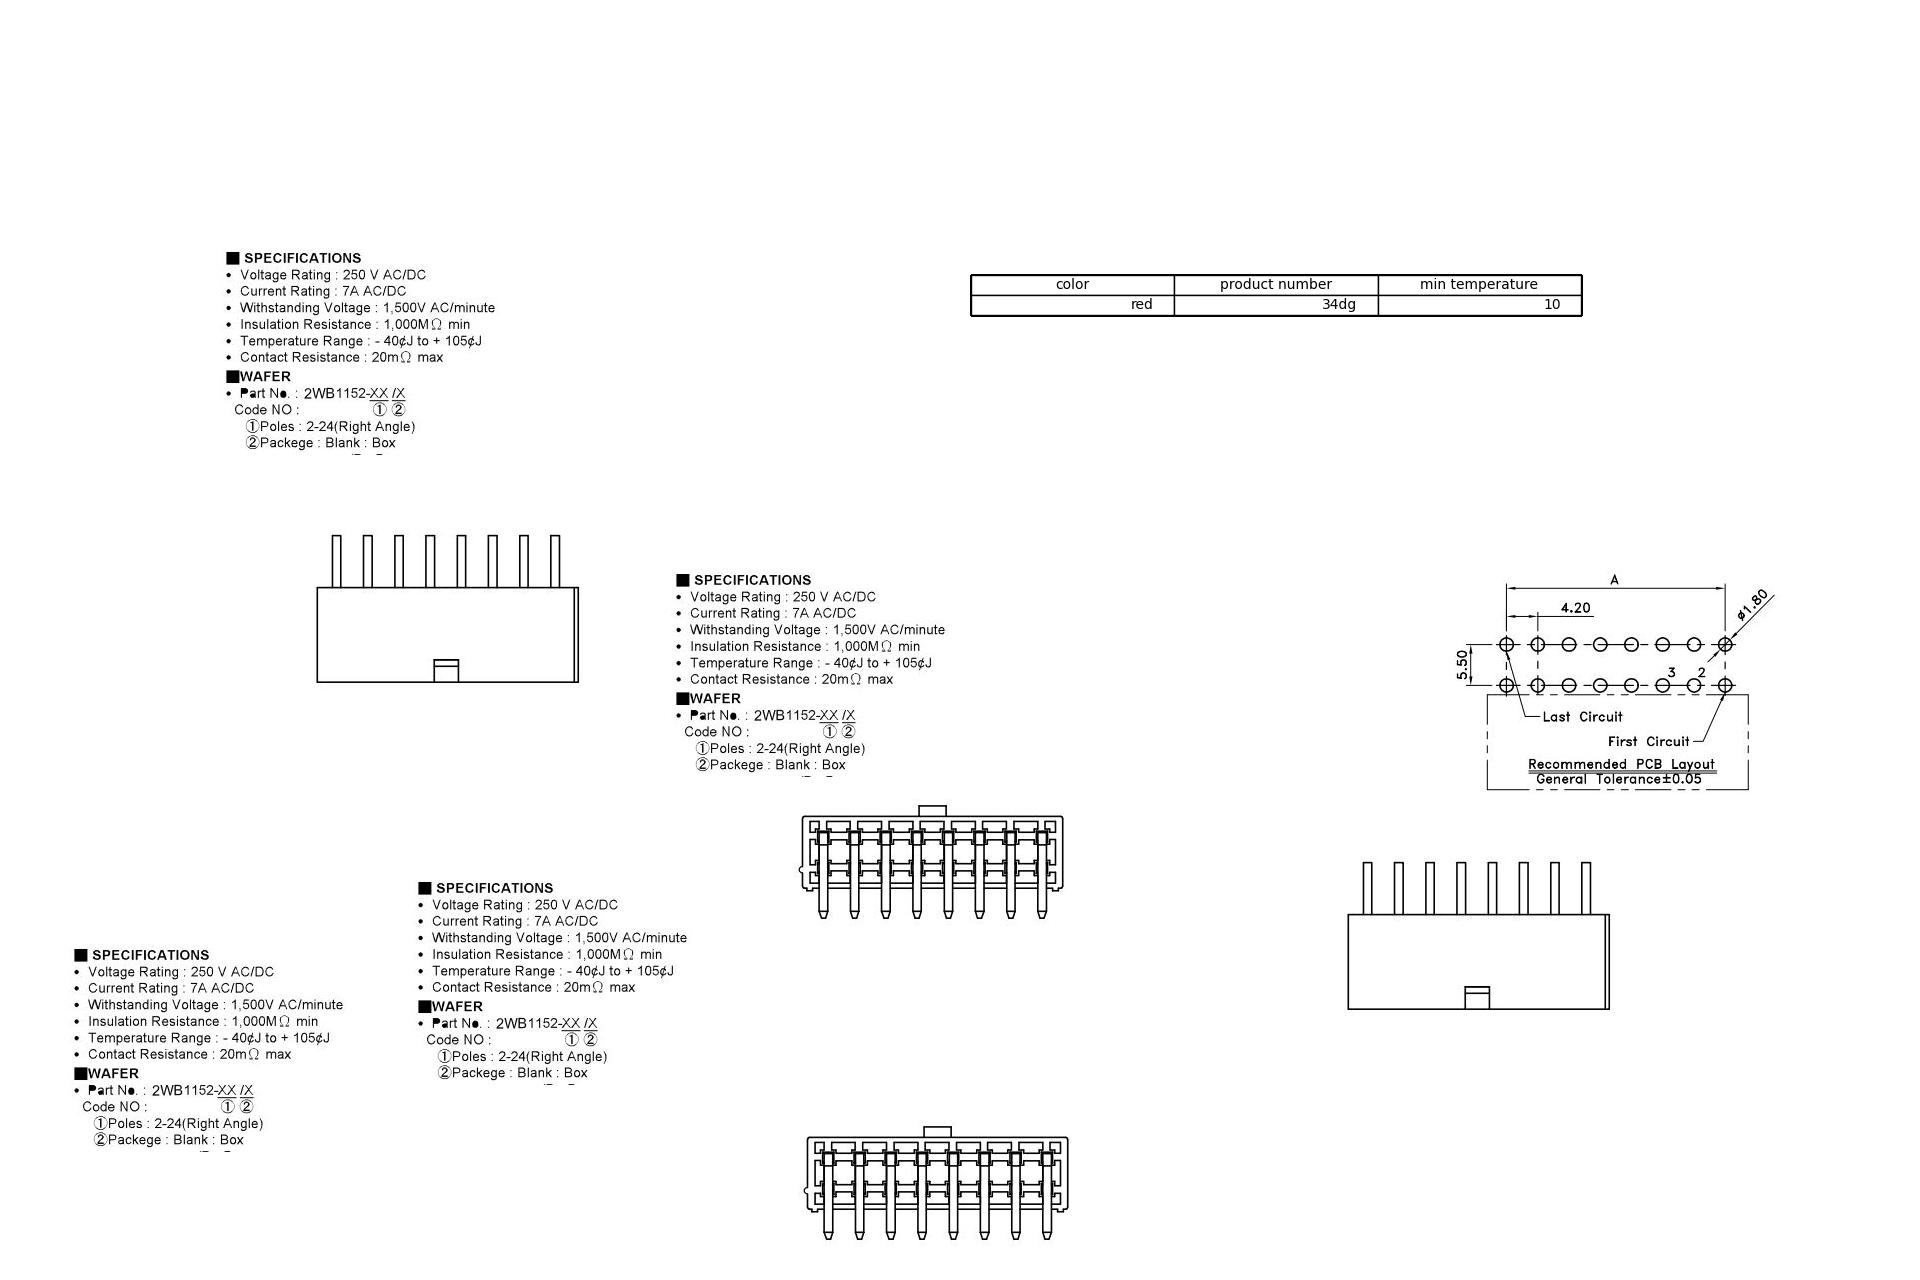 ■ SPECIFICATIONS
• Voltage Rating : 250 V AC/DC
• Current Rating : 7A AC/DC
• Withstanding Voltage : 1,500V AC/minute
• Insulation Resistance : 1,000MΩ min
• Temperature Range : - 40¢J to + 105¢J
• Contact Resistance : 20mΩ max
■WAFER
• Part No. : 2WB1152-XX /X
Code NO : ① ②
①Poles : 2-24(Right Angle)
②Packege : Blank : Box
color product number min temperature
red 34dg 10
■ SPECIFICATIONS
• Voltage Rating : 250 V AC/DC
• Current Rating : 7A AC/DC
• Withstanding Voltage : 1,500V AC/minute
• Insulation Resistance : 1,000MΩ min
• Temperature Range : - 40¢J to + 105¢J
• Contact Resistance : 20mΩ max
■WAFER
• Part No. : 2WB1152-XX /X
Code NO : ① ②
①Poles : 2-24(Right Angle)
②Packege : Blank : Box
A
4.20
ø1.80
5.50
3 2
Last Circuit
First Circuit
Recommended PCB Layout
General Tolerance±0.05
■ SPECIFICATIONS
• Voltage Rating : 250 V AC/DC
• Current Rating : 7A AC/DC
• Withstanding Voltage : 1,500V AC/minute
• Insulation Resistance : 1,000MΩ min
• Temperature Range : - 40¢J to + 105¢J
• Contact Resistance : 20mΩ max
■WAFER
• Part No. : 2WB1152-XX /X
Code NO : ① ②
①Poles : 2-24(Right Angle)
②Packege : Blank : Box
■ SPECIFICATIONS
• Voltage Rating : 250 V AC/DC
• Current Rating : 7A AC/DC
• Withstanding Voltage : 1,500V AC/minute
• Insulation Resistance : 1,000MΩ min
• Temperature Range : - 40¢J to + 105¢J
• Contact Resistance : 20mΩ max
■WAFER
• Part No. : 2WB1152-XX /X
Code NO : ① ②
①Poles : 2-24(Right Angle)
②Packege : Blank : Box